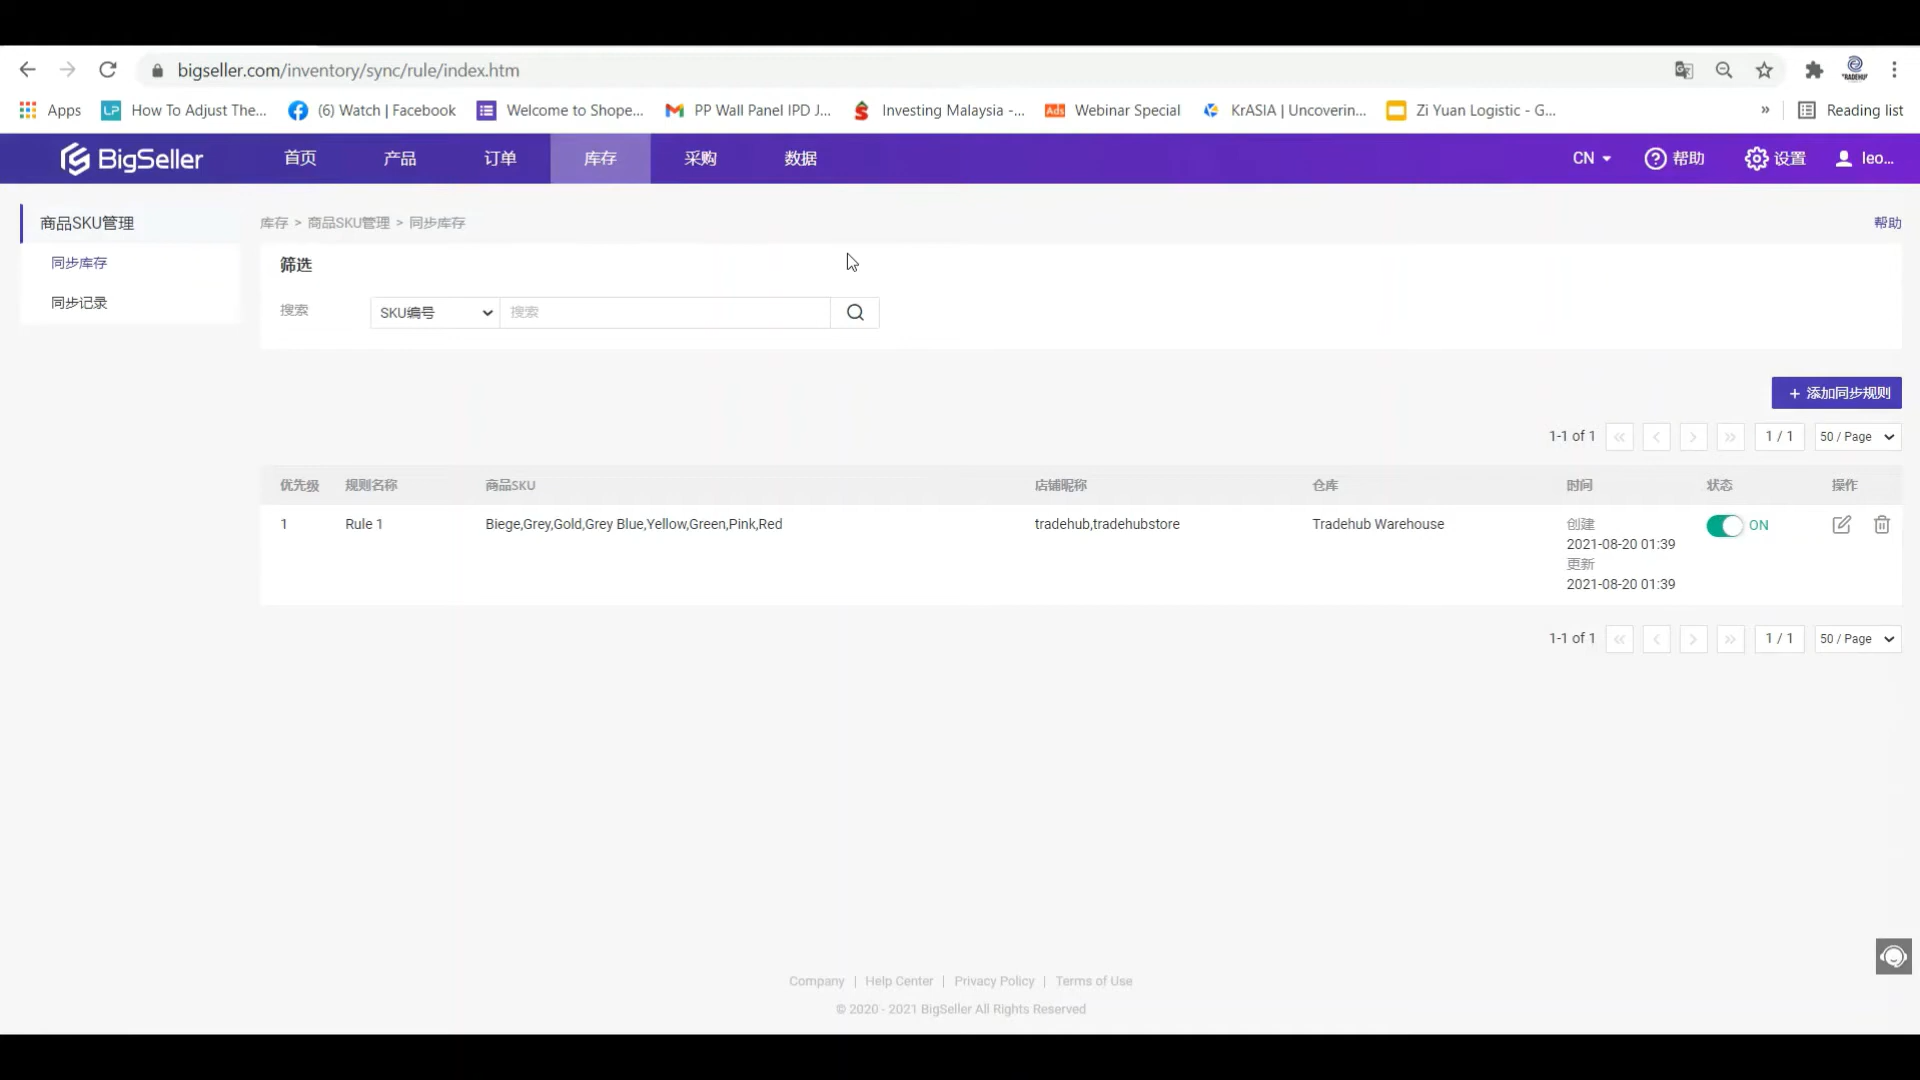 bigseller.com/inventory/sync/rule/index.htm
Apps How To Adjust The... (6) Watch | Facebook Welcome to Shope... PP Wall Panel IPD J... Investing Malaysia -... Ads Webinar Special KrASIA | Uncoverin... Zi Yuan Logistic - G... » Reading list
BigSeller 首页 产品 订单 库存 采购 数据 CN 帮助 设置 leo...
商品SKU管理
同步库存
同步记录
库存 > 商品SKU管理 > 同步库存 帮助
筛选
搜索 SKU编号 搜索
+ 添加同步规则
1-1 of 1 « < > » 1 / 1 50 / Page
优先级 规则名称 商品SKU 店铺昵称 仓库 时间 状态 操作
1 Rule 1 Biege,Grey,Gold,Grey Blue,Yellow,Green,Pink,Red tradehub,tradehubstore Tradehub Warehouse 创建 ON
2021-08-20 01:39
更新
2021-08-20 01:39
1-1 of 1 « < > » 1 / 1 50 / Page
Company | Help Center | Privacy Policy | Terms of Use
© 2020 - 2021 BigSeller All Rights Reserved